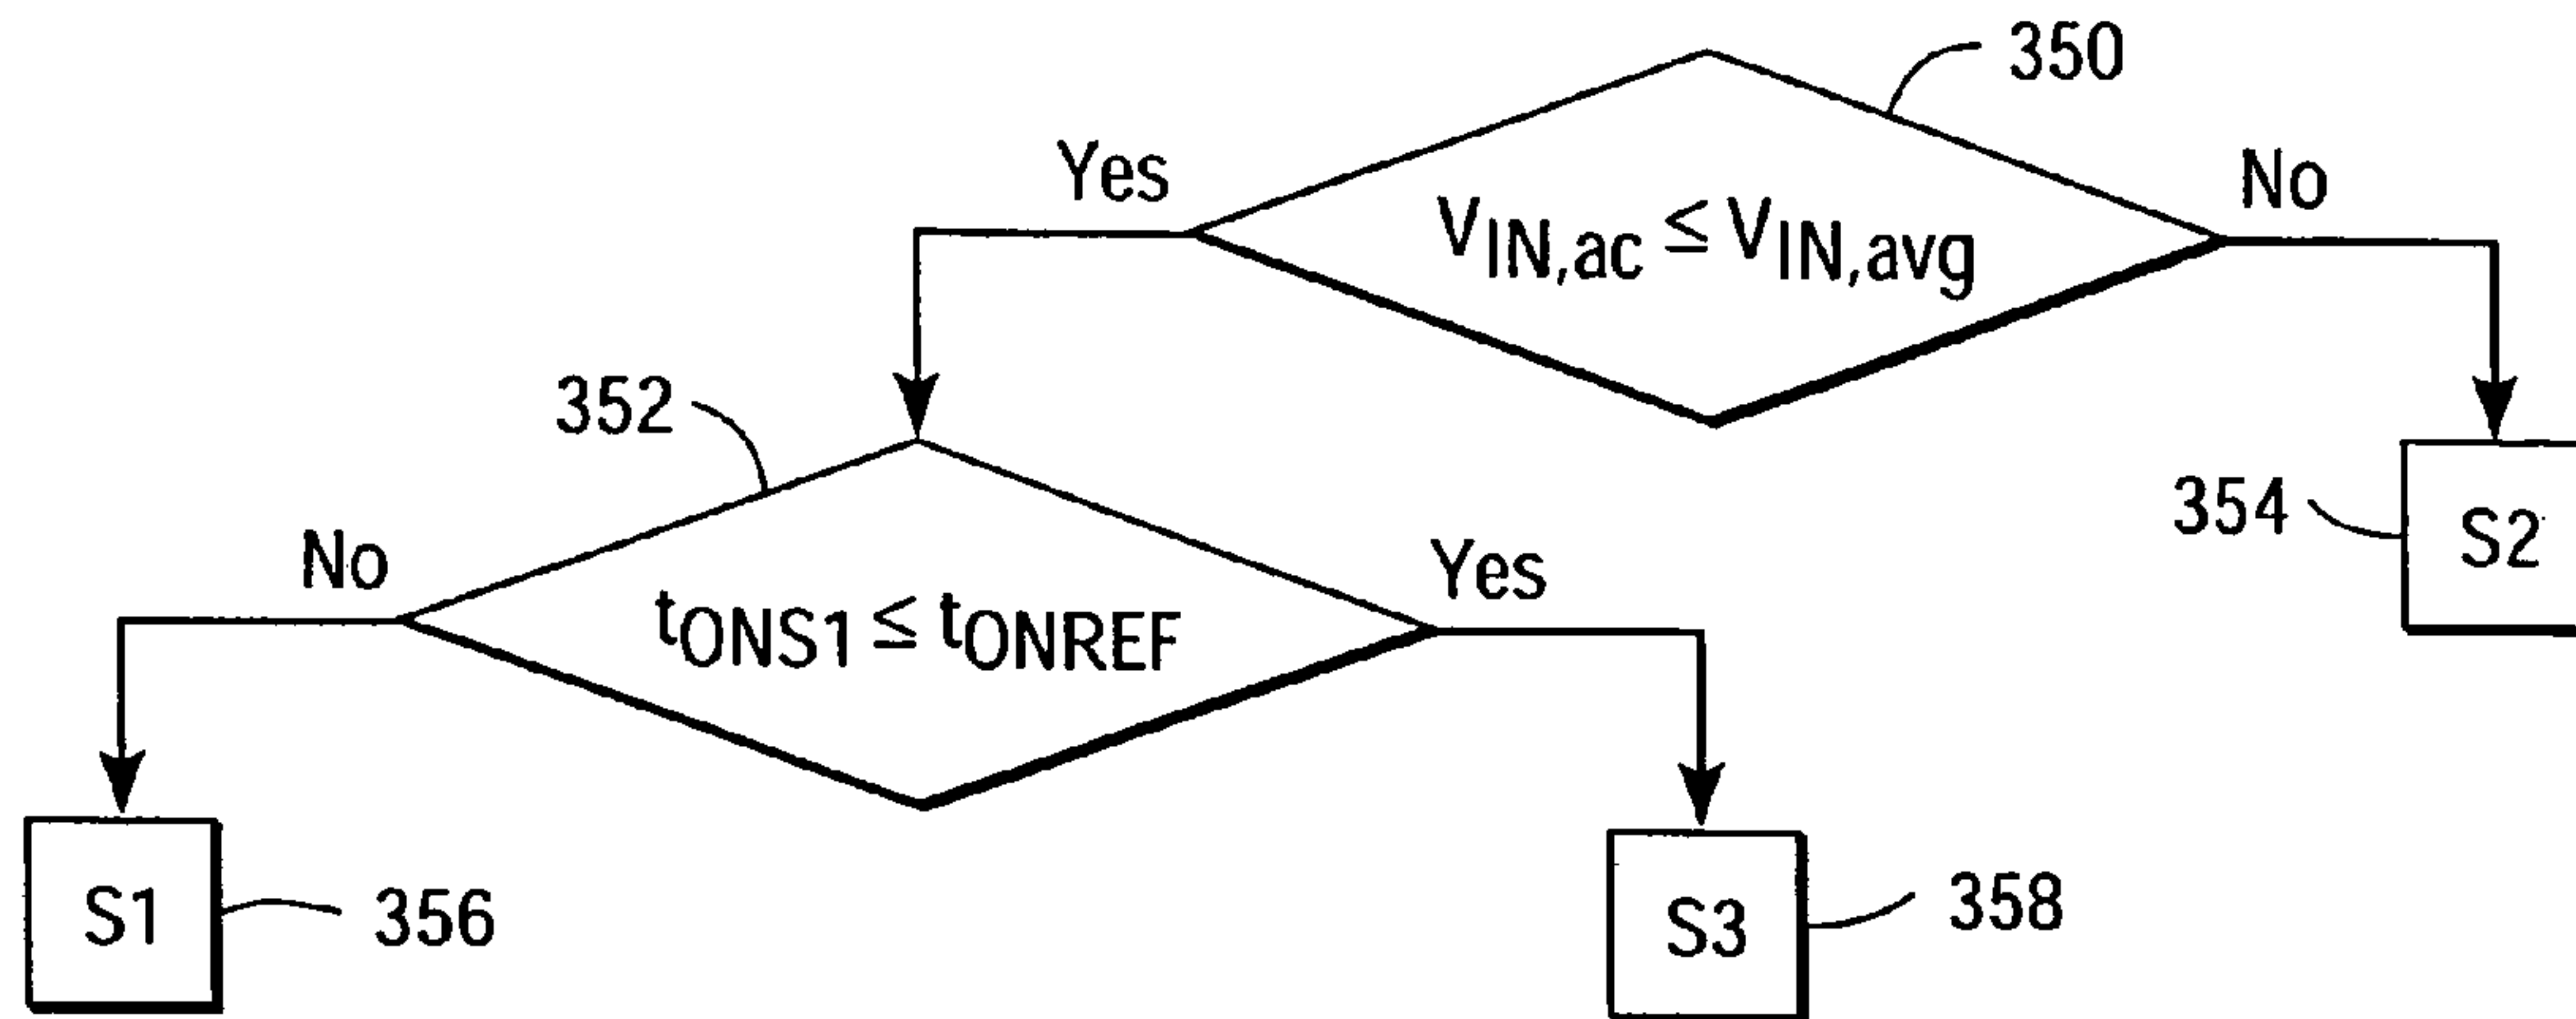 350
Yes
No
V_IN,ac ≤ V_IN,avg
352
354
S2
No
Yes
t_ONS1 ≤ t_ONREF
S1
356
S3
358